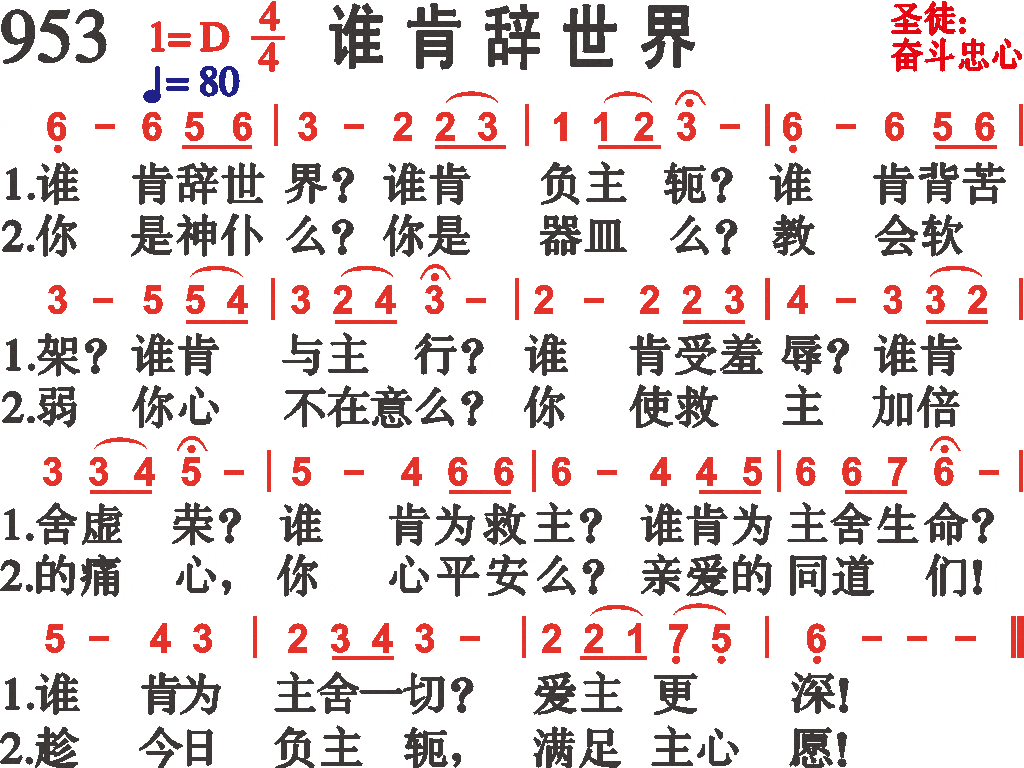 953 1=D 4/4 谁肯辞世界 圣徒:
♩=80 奋斗忠心
6 - 6 5 6 | 3 - 2 2 3 | 1 1 2 3 - | 6 - 6 5 6 |
1.谁 肯辞世 界? 谁肯 负主 轭? 谁 肯背苦
2.你 是神仆 么? 你是 器皿 么? 教 会软
3 - 5 5 4 | 3 2 4 3 - | 2 - 2 2 3 | 4 - 3 3 2 |
1.架? 谁肯 与主 行? 谁 肯受羞 辱? 谁肯
2.弱 你心 不在意么? 你 使救 主 加倍
3 3 4 5 - | 5 - 4 6 6 | 6 - 4 4 5 | 6 6 7 6 - |
1.舍虚 荣? 谁 肯为救主? 谁肯为 主舍生命?
2.的痛 心, 你 心平安么? 亲爱的 同道 们!
5 - 4 3 | 2 3 4 3 - | 2 2 1 7 5 | 6 - - -
1.谁 肯为 主舍一切? 爱主 更 深!
2.趁 今日 负主 轭, 满足 主心 愿!